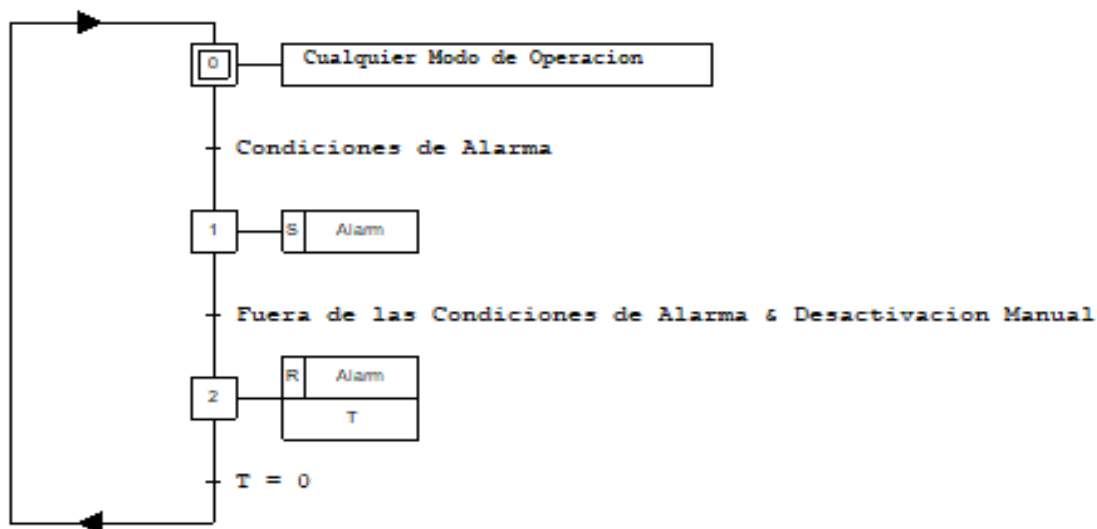 0 Cualquier Modo de Operacion
Condiciones de Alarma
1 S Alarm
Fuera de las Condiciones de Alarma & Desactivacion Manual
R Alarm
2
T
T = 0